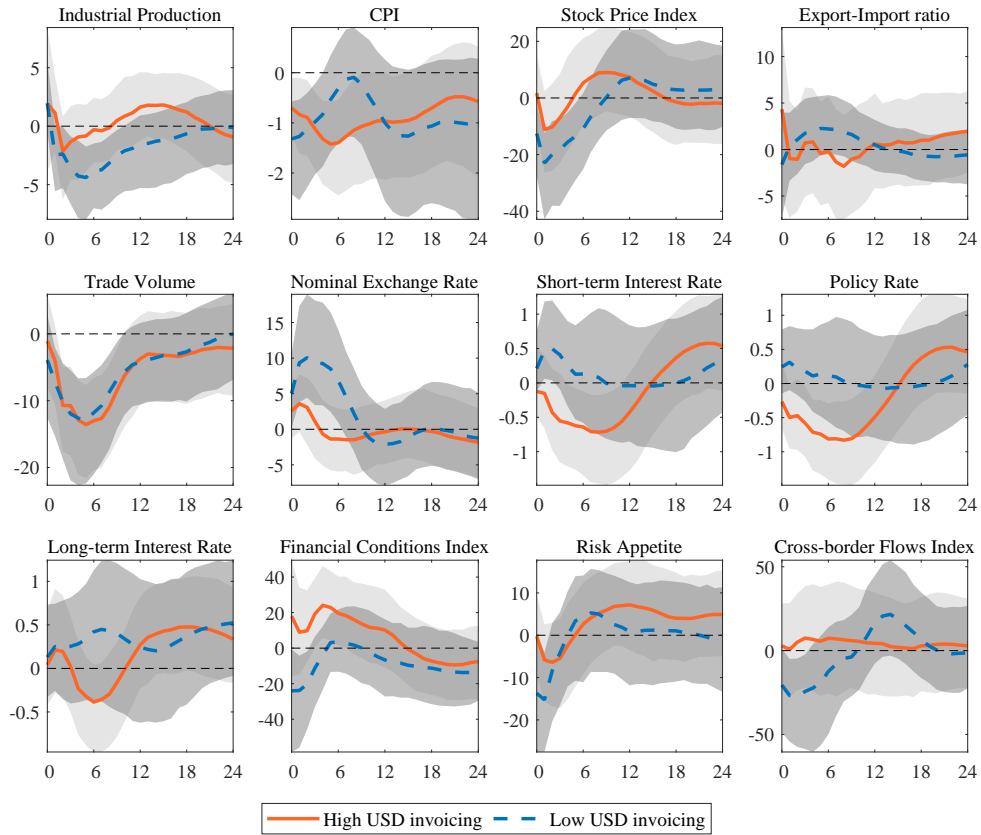 Industrial Production
CPI
Stock Price Index
Export-Import ratio
5
0
-5
0
-1
-2
20
0
-20
-40
10
5
0
-5
0 6 12 18 24
0 6 12 18 24
0 6 12 18 24
0 6 12 18 24
Trade Volume
Nominal Exchange Rate
Short-term Interest Rate
Policy Rate
0
-10
-20
15
10
5
0
-5
1
0.5
0
-0.5
-1
1
0.5
0
-0.5
-1
0 6 12 18 24
0 6 12 18 24
0 6 12 18 24
0 6 12 18 24
Long-term Interest Rate
Financial Conditions Index
Risk Appetite
Cross-border Flows Index
1
0.5
0
-0.5
40
20
0
-20
-40
10
0
-10
-20
50
0
-50
0 6 12 18 24
0 6 12 18 24
0 6 12 18 24
0 6 12 18 24
High USD invoicing
Low USD invoicing